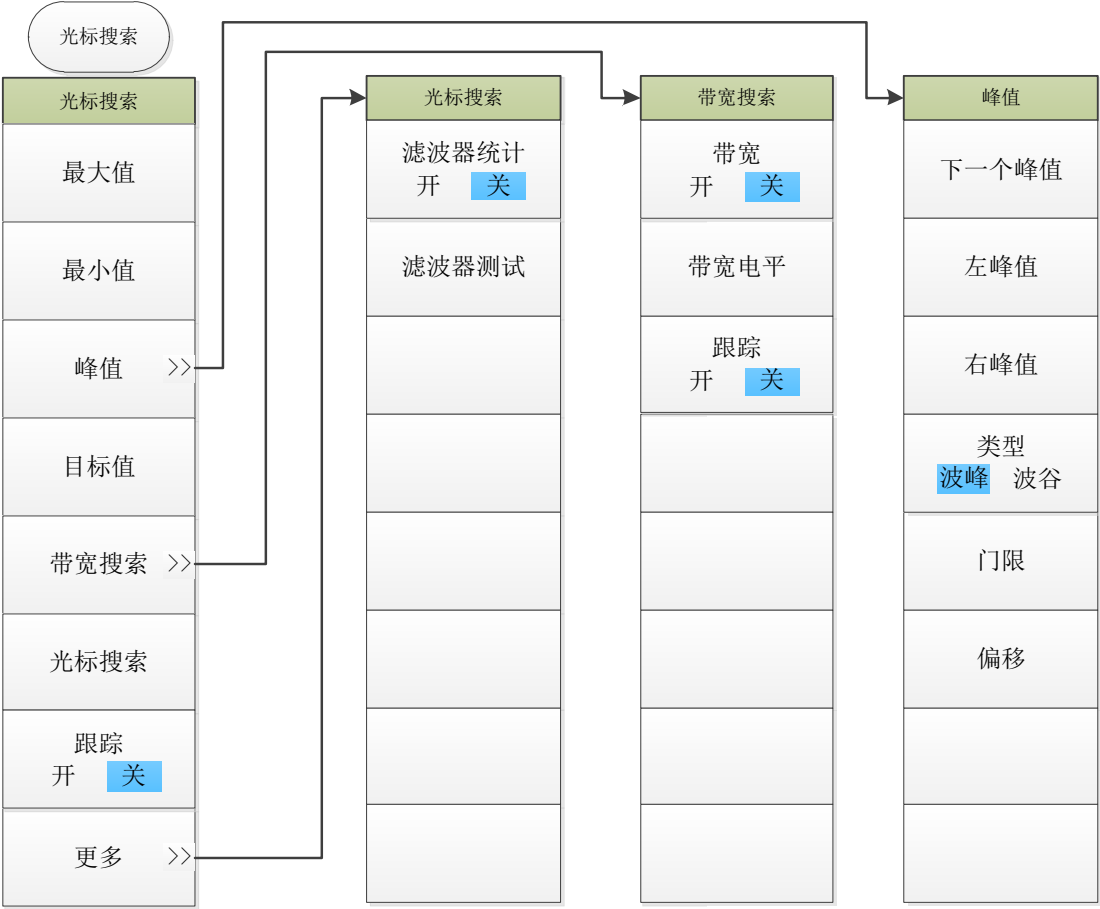 光标搜索
光标搜索
最大值
最小值
峰值 >>
目标值
带宽搜索 >>
光标搜索
跟踪
开 关
更多 >>
光标搜索
滤波器统计
开 关
滤波器测试
带宽搜索
带宽
开 关
带宽电平
跟踪
开 关
峰值
下一个峰值
左峰值
右峰值
类型
波峰 波谷
门限
偏移